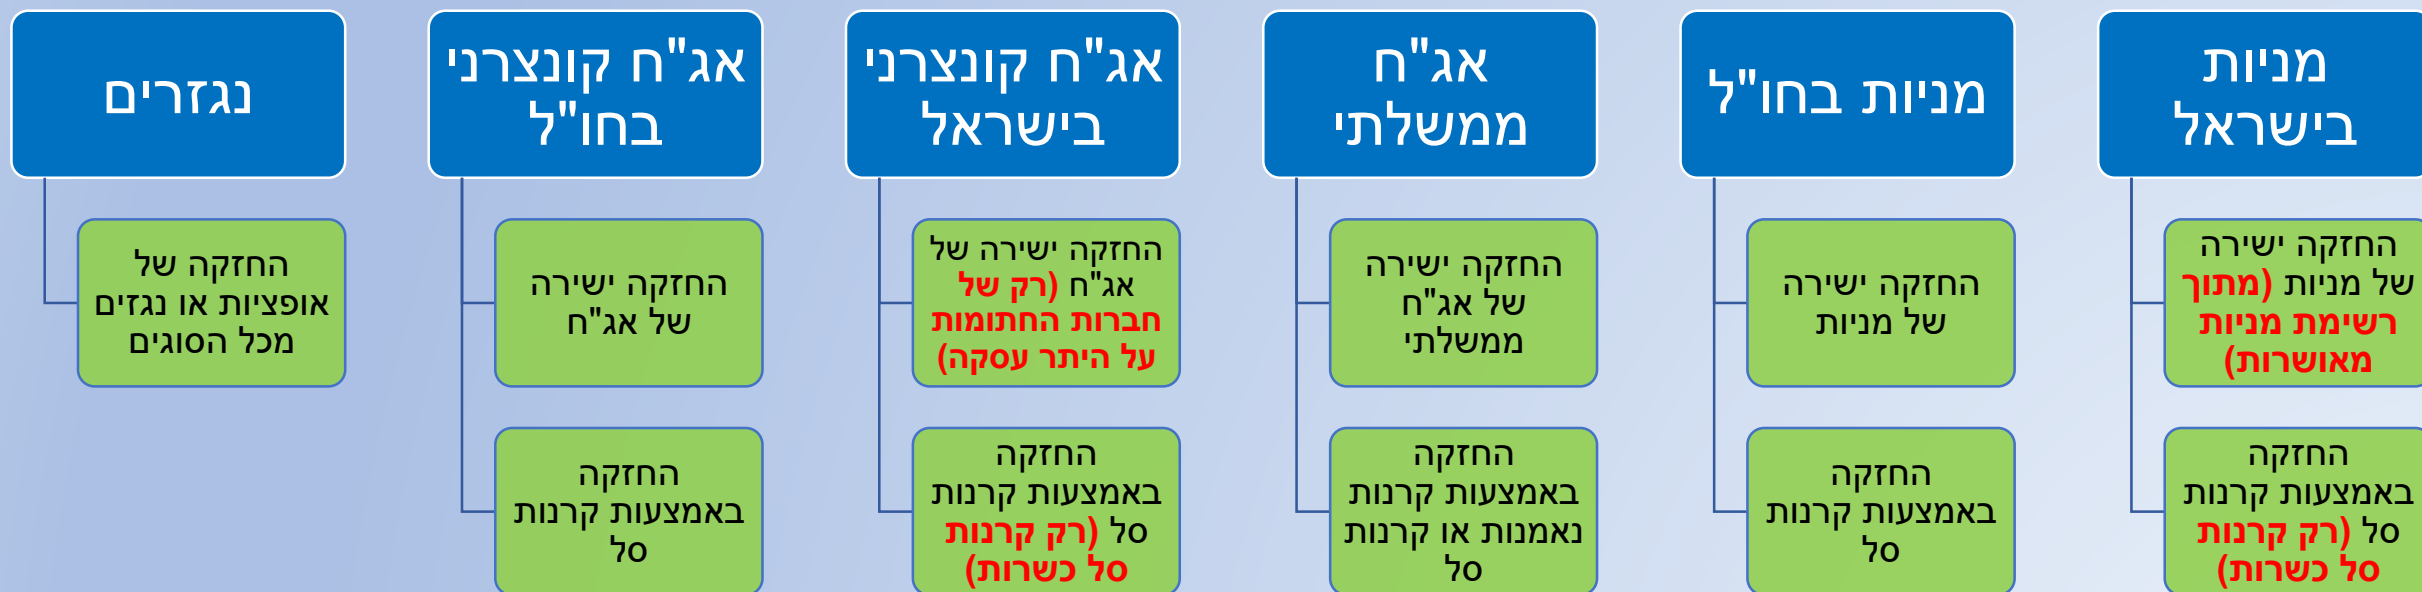 מניות
בישראל
החזקה ישירה
של מניות (מתוך
רשימת מניות
מאושרות)
החזקה
באמצעות קרנות
סל (רק קרנות
סל כשרות)
מניות בחו"ל
החזקה ישירה
של מניות
החזקה
באמצעות קרנות
סל
אג"ח
ממשלתי
החזקה ישירה
של אג"ח
ממשלתי
החזקה
באמצעות קרנות
נאמנות או קרנות
סל
אג"ח קונצרני
בישראל
החזקה ישירה של
אג"ח (רק של
חברות החתומות
על היתר עסקה)
החזקה
באמצעות קרנות
סל (רק קרנות
סל כשרות)
אג"ח קונצרני
בחו"ל
החזקה ישירה
של אג"ח
החזקה
באמצעות קרנות
סל
נגזרים
החזקה של
אופציות או נגזים
מכל הסוגים